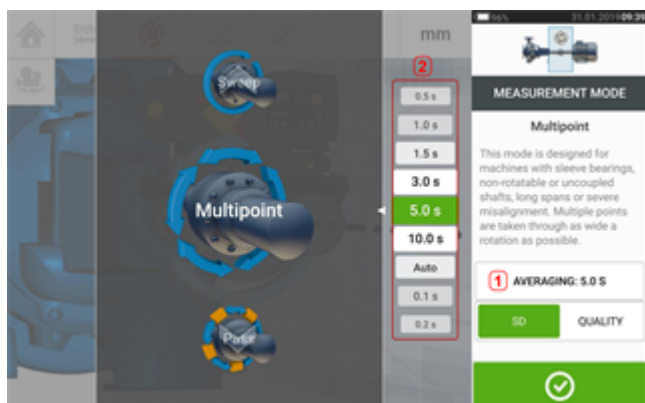 mm
96%
31.01.2019 09:39
2
Sweep
0.5 s
1.0 s
1.5 s
3.0 s
5.0 s
10.0 s
Auto
0.1 s
0.2 s
Multipoint
MEASUREMENT MODE
Multipoint
This mode is designed for
machines with sleeve bearings,
non-rotatable or uncoupled
shafts, long spans or severe
misalignment. Multiple points
are taken through as wide a
rotation as possible.
1 AVERAGING: 5.0 S
SD
QUALITY